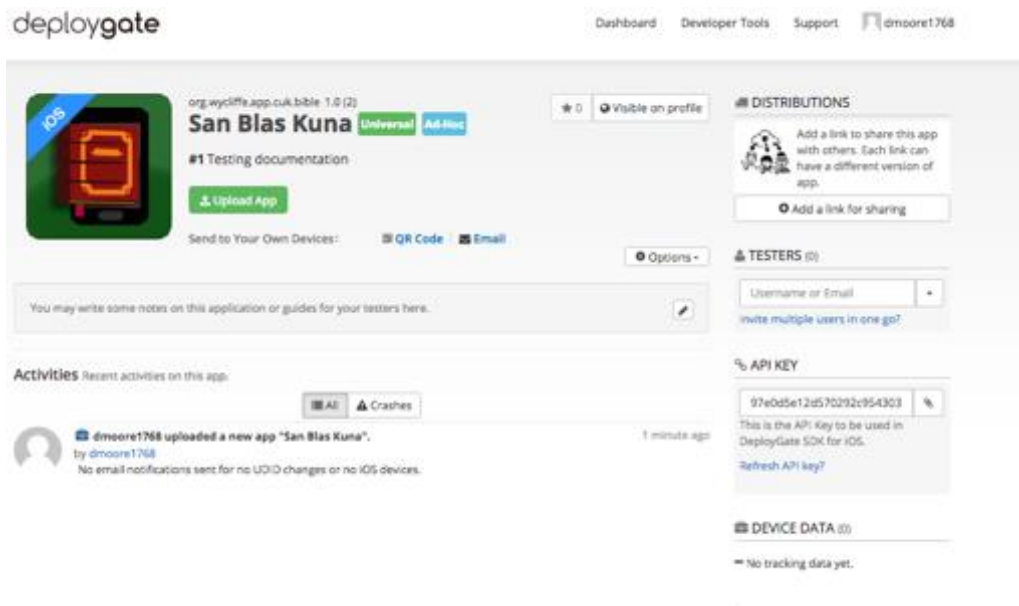 deploygate
Dashboard Developer Tools Support dmoore1768
iOS
org.wycliffe.app.cuk.bible 1.0 (2)
San Blas Kuna Universal Ad-Hoc
#1 Testing documentation
Upload App
Send to Your Own Devices: QR Code Email
0 Visible on profile
Options
You may write some notes on this application or guides for your testers here.
Activities Recent activities on this app.
All Crashes
dmoore1768 uploaded a new app "San Blas Kuna".
1 minute ago
by dmoore1768
No email notifications sent for no UDID changes or no iOS devices.
DISTRIBUTIONS
Add a link to share this app
with others. Each link can
have a different version of
app.
Add a link for sharing
TESTERS (0)
Username or Email
Invite multiple users in one go?
API KEY
97e0d5e12d570292c954303
This is the API Key to be used in
DeployGate SDK for iOS.
Refresh API key?
DEVICE DATA (0)
No tracking data yet.